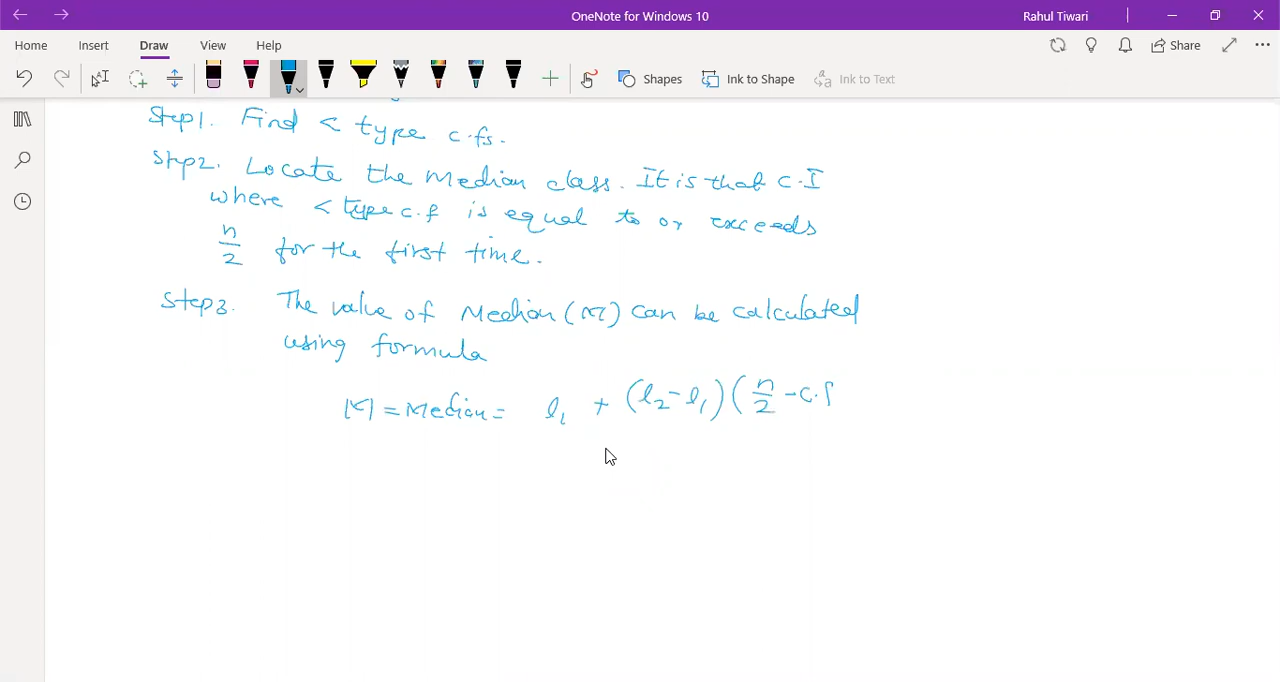 OneNote for Windows 10
Rahul Tiwari
Home Insert Draw View Help
Share
Shapes Ink to Shape Ink to Text
Step1. Find < type c.fs.
Step2. Locate the Median class. It is that C.I
where < type c.f is equal to or exceeds
n/2 for the first time.
Step3. The value of Median (M) can be calculated
using formula
M = Median = l₁ + (l₂ - l₁) (n/2 - c.f